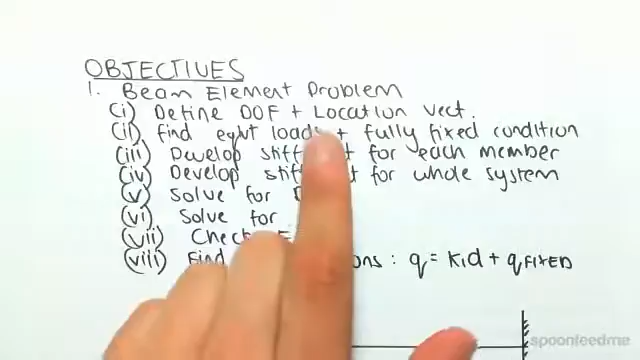 OBJECTIVES
1. Beam Element Problem
(i) Define DOF + Location Vect.
(ii) find eqvt loads + fully fixed condition
(iii) Develop stiff for each member
(iv) Develop stiff for whole system
(v) Solve for
(vi) Solve for
(vii) Check
(viii) Find : q = k1d + qFIXED
spoonfeedme